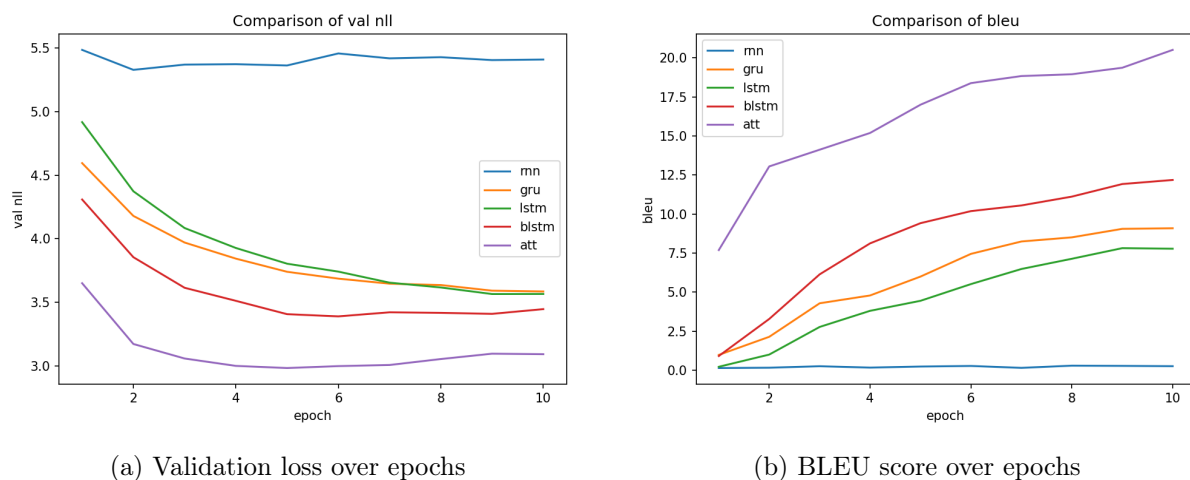 Comparison of val nll
5.5
5.0
4.5
4.0
3.5
3.0
val nll
rnn
gru
lstm
blstm
att
2
4
6
8
10
epoch
(a) Validation loss over epochs
Comparison of bleu
20.0
17.5
15.0
12.5
10.0
7.5
5.0
2.5
0.0
bleu
rnn
gru
lstm
blstm
att
2
4
6
8
10
epoch
(b) BLEU score over epochs